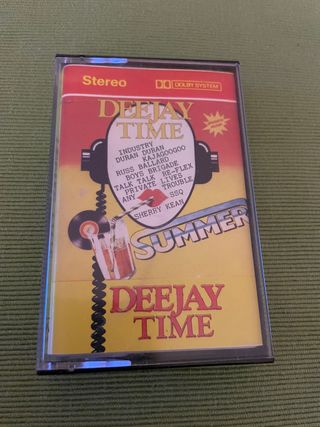 Stereo
DOLBY SYSTEM
DEEJAY
TIME
INDUSTRY
DURAN DURAN
KAJAGOOGOO
RUSS BALLARD
BOYS BRIGADE
TALK TALK RE-FLEX
PRIVATE LIVES
ANY TROUBLE
SSQ
SHERRY KEAN
SUMMER
DEEJAY
TIME